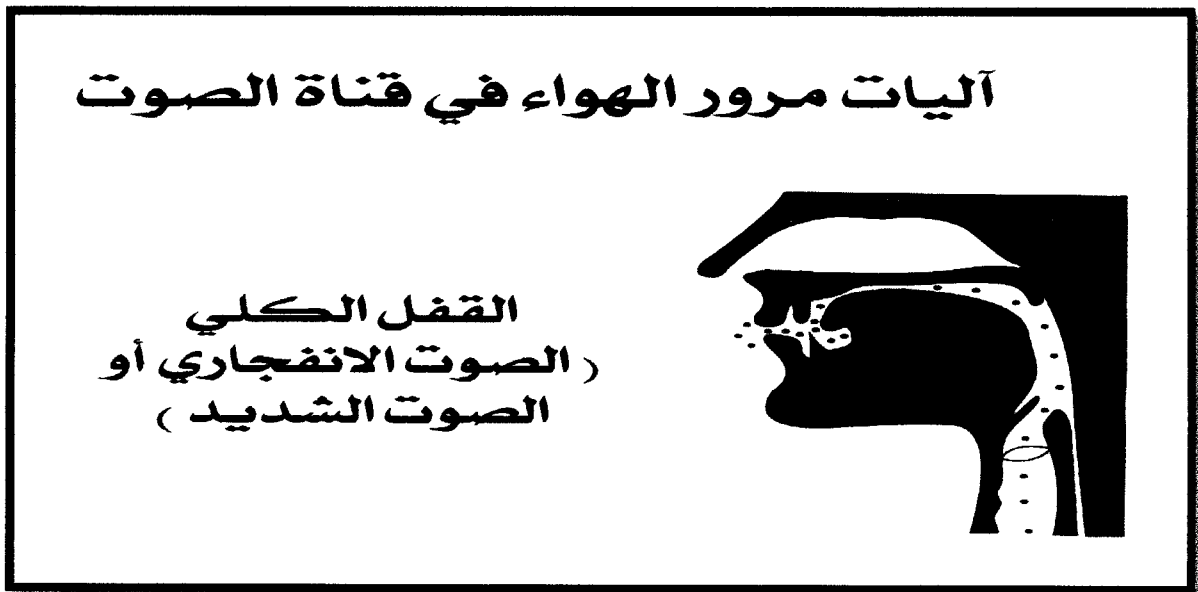 آليات مرور الهواء في قناة الصوت
القفل الكلي
( الصوت الانفجاري أو
الصوت الشديد )